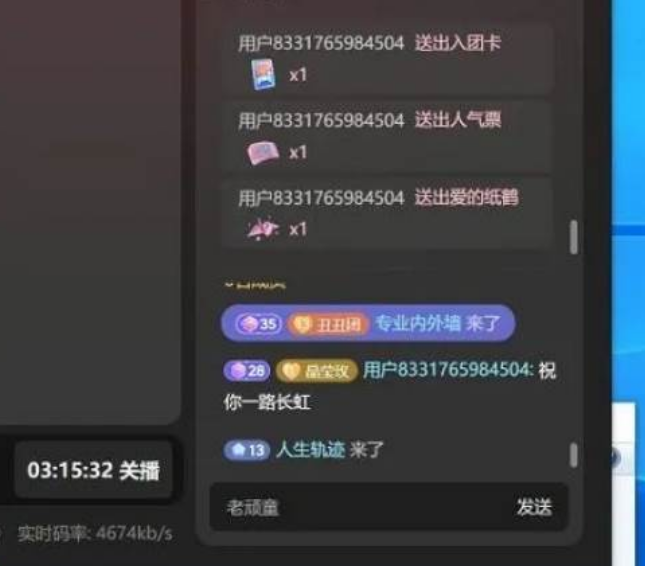 用户8331765984504 送出入团卡
x1
用户8331765984504 送出人气票
x1
用户8331765984504 送出爱的纸鹤
x1
35 丑丑团 专业内外墙 来了
28 晶莹玫 用户8331765984504: 祝
你一路长虹
13 人生轨迹 来了
03:15:32 关播
老顽童 发送
实时码率: 4674kb/s